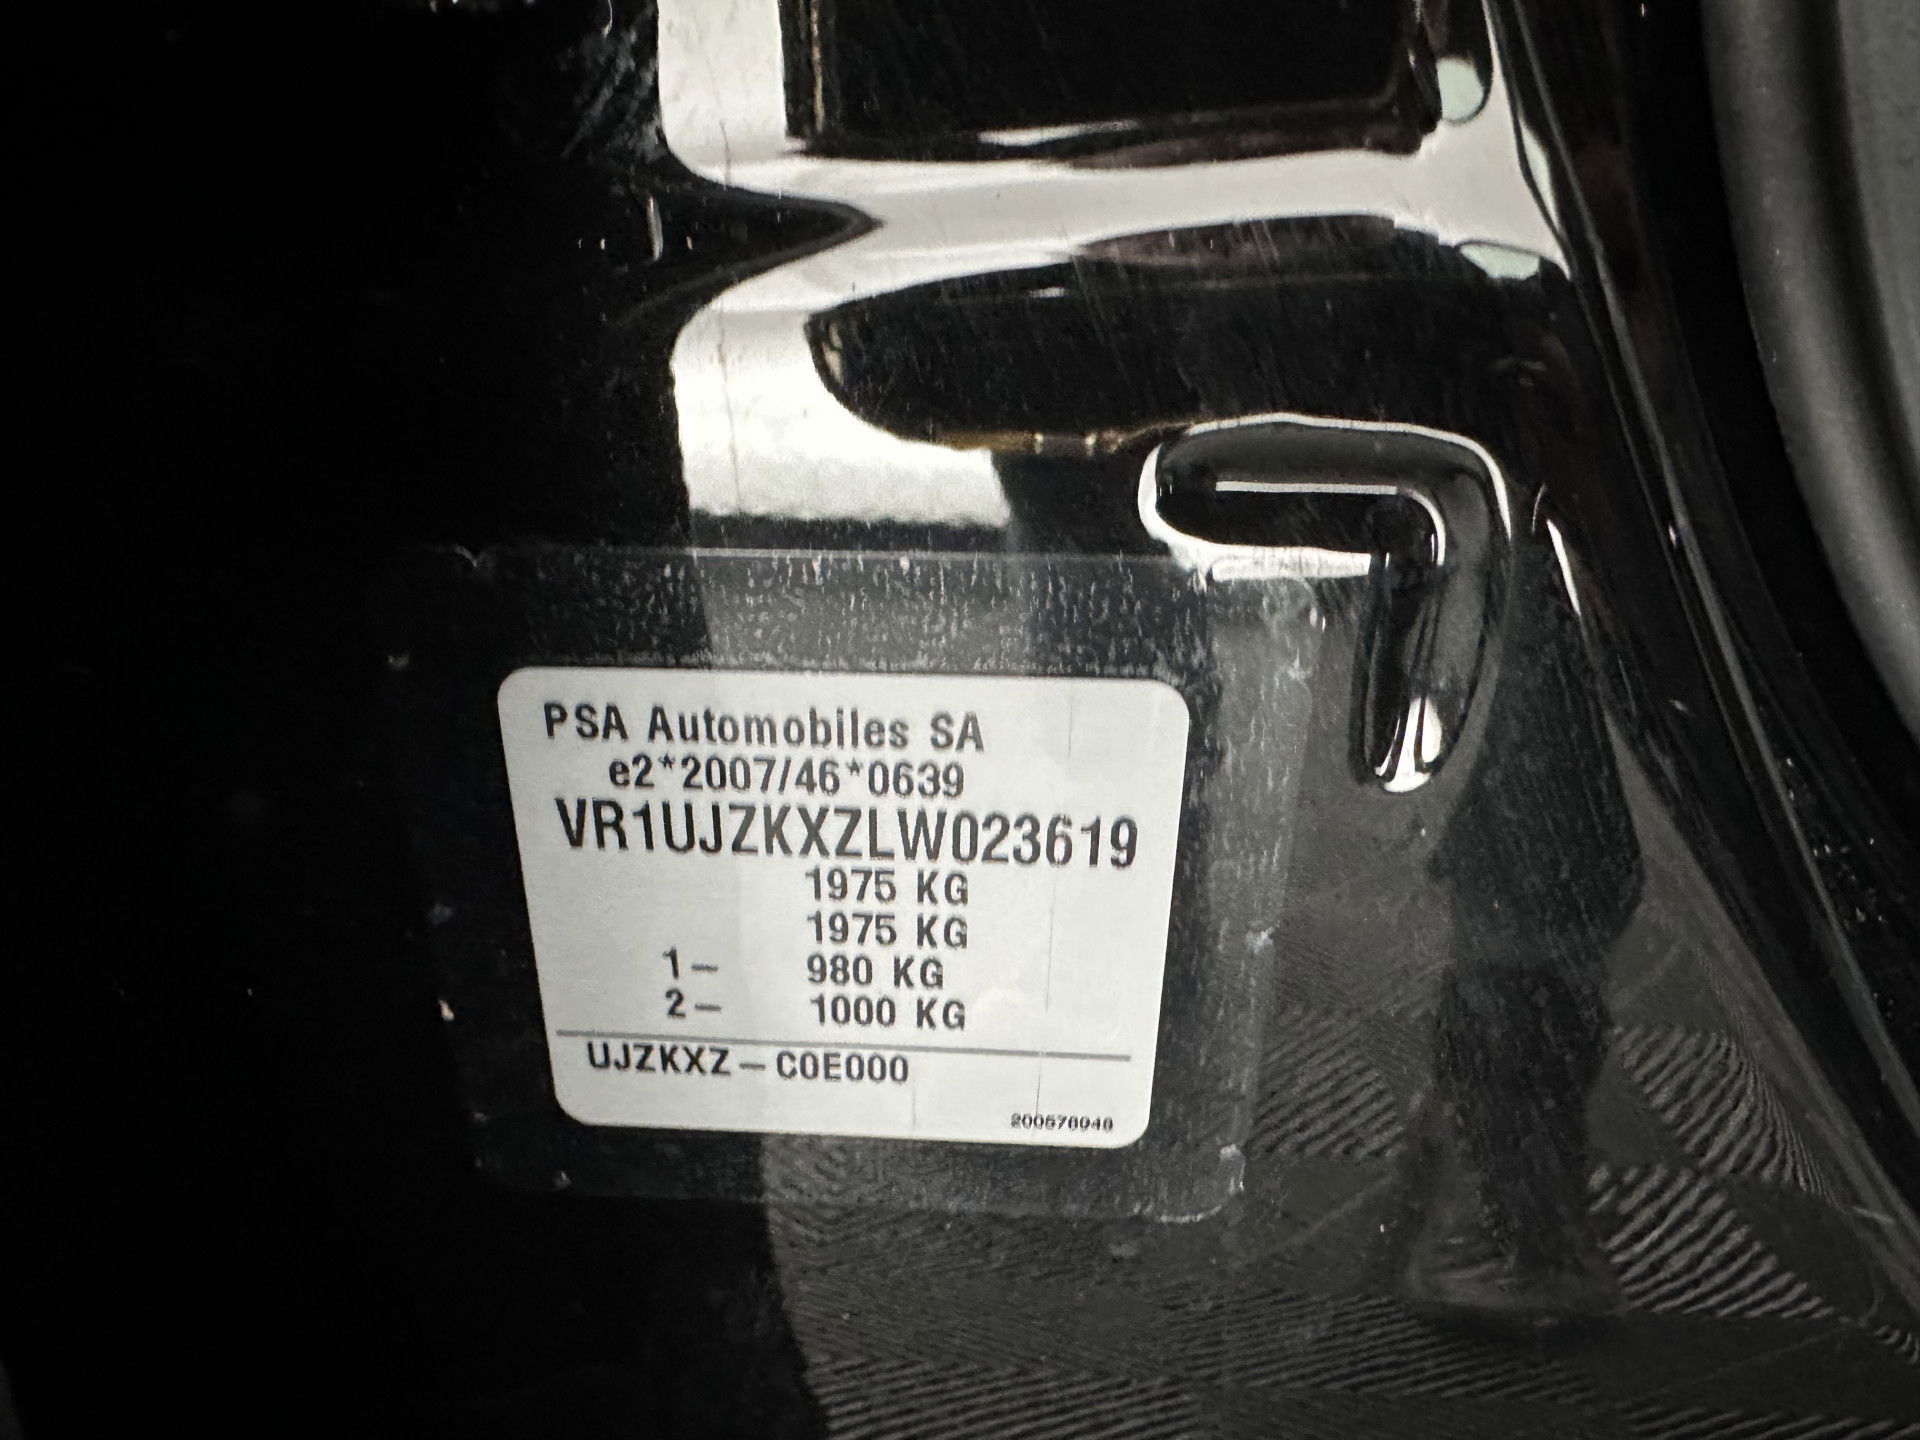 PSA Automobiles SA
e2*2007/46*0639
VR1UJZKXZLW023619
1975 KG
1975 KG
1– 980 KG
2– 1000 KG
UJZKXZ – C0E000